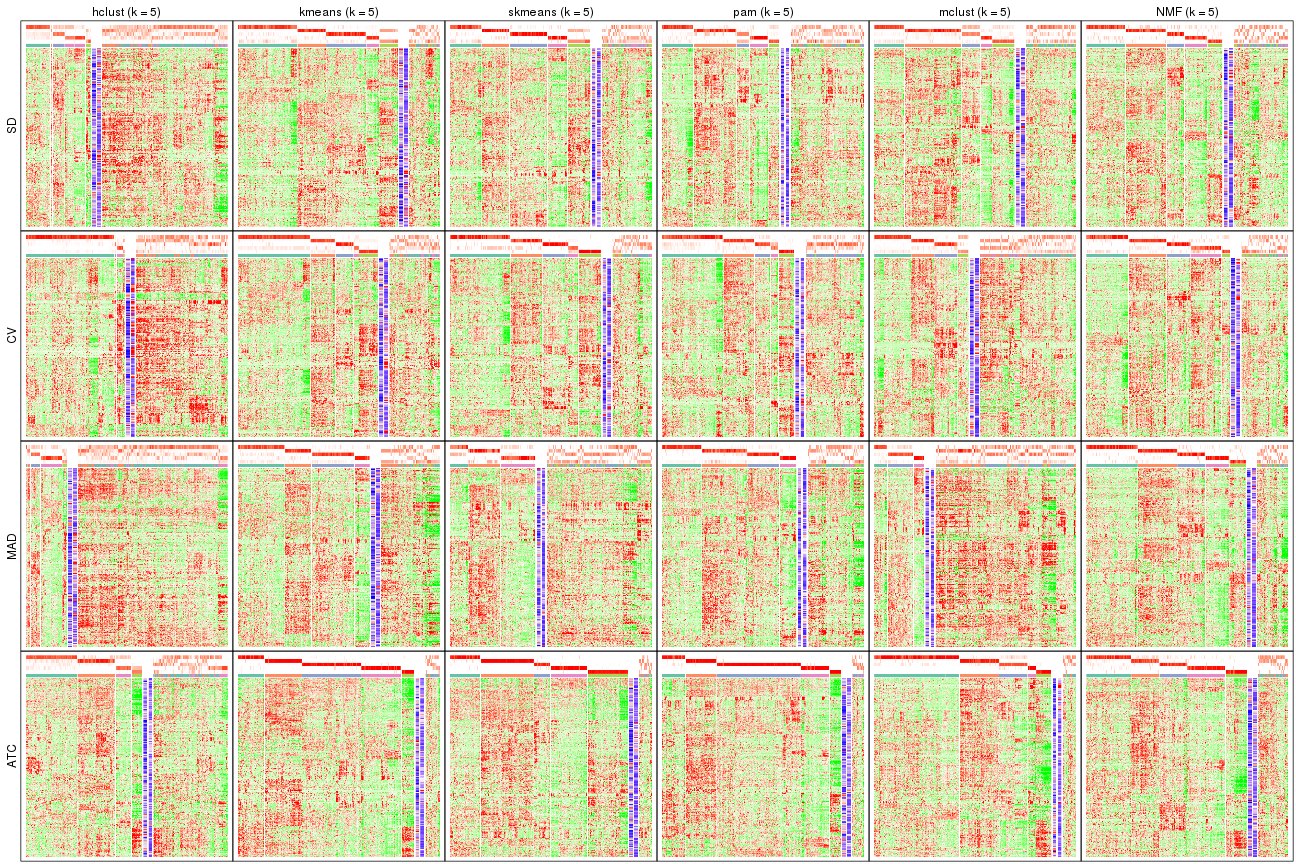 hclust (k = 5)
kmeans (k = 5)
skmeans (k = 5)
pam (k = 5)
mclust (k = 5)
NMF (k = 5)
SD
CV
MAD
ATC